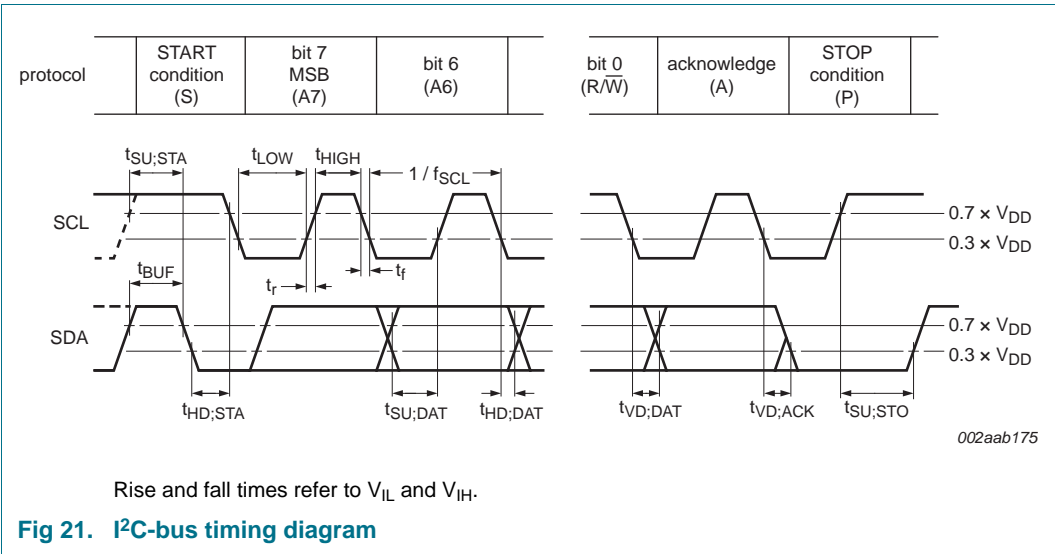 protocol
START
condition
(S)
bit 7
MSB
(A7)
bit 6
(A6)
bit 0
(R/W̅)
acknowledge
(A)
STOP
condition
(P)
tSU;STA
tLOW
tHIGH
1 / fSCL
SCL
0.7 × VDD
0.3 × VDD
tBUF
tr
tf
SDA
0.7 × VDD
0.3 × VDD
tHD;STA
tSU;DAT
tHD;DAT
tVD;DAT
tVD;ACK
tSU;STO
002aab175
Rise and fall times refer to VIL and VIH.
Fig 21. I²C-bus timing diagram